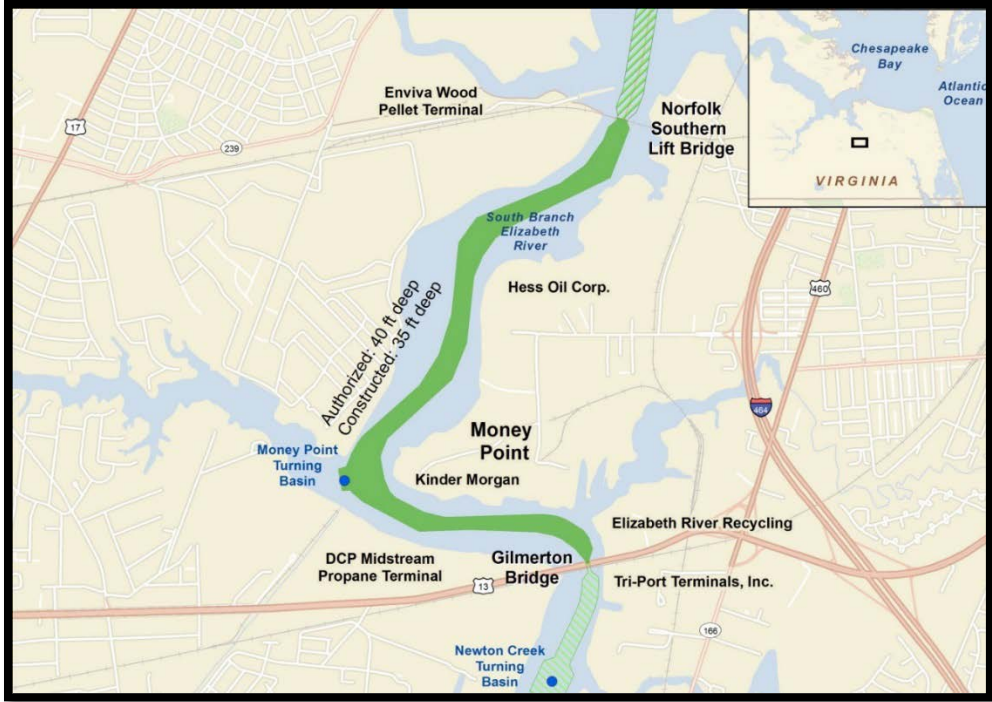 Chesapeake
Bay
Atlantic
Ocean
VIRGINIA
Enviva Wood
Pellet Terminal
17
239
Norfolk
Southern
Lift Bridge
South Branch
Elizabeth
River
460
Hess Oil Corp.
Authorized: 40 ft deep
Constructed: 35 ft deep
464
Money
Point
Money Point
Turning
Basin
Kinder Morgan
Elizabeth River Recycling
DCP Midstream
Propane Terminal
Gilmerton
Bridge
13
Tri-Port Terminals, Inc.
166
Newton Creek
Turning
Basin